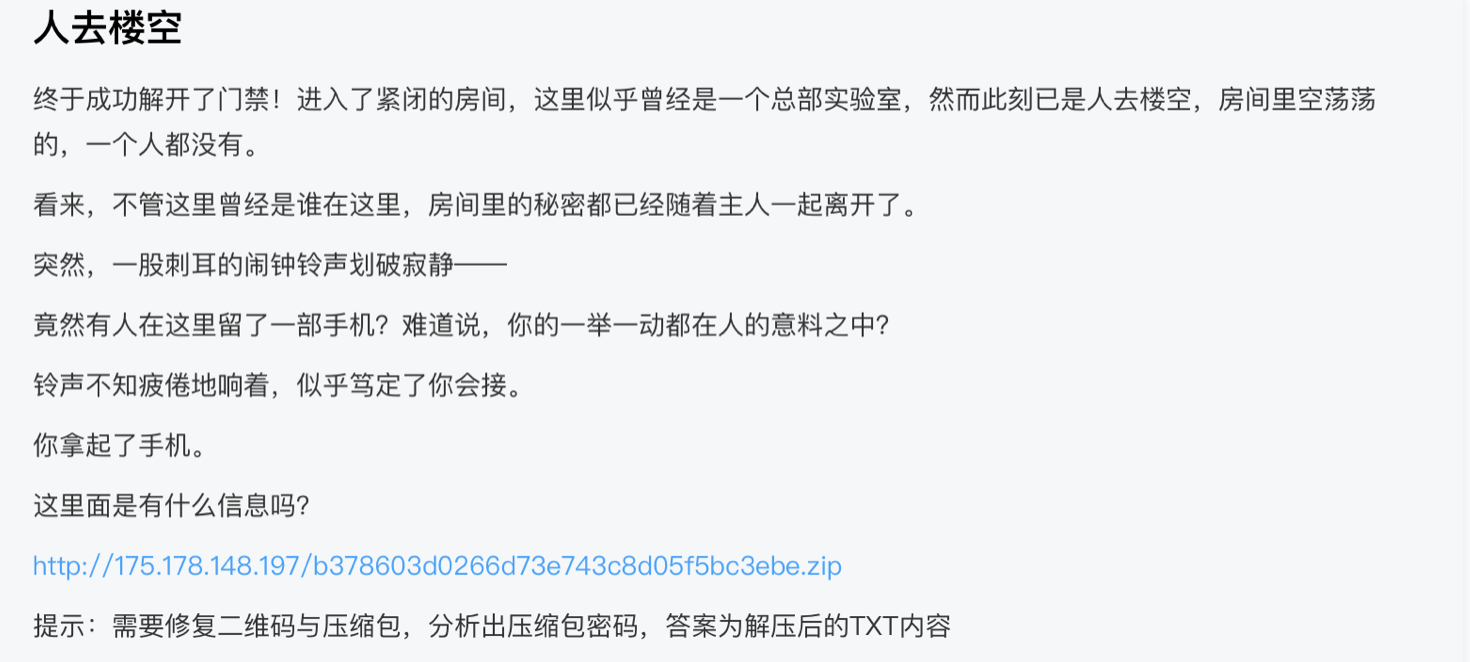 人去楼空
终于成功解开了门禁！进入了紧闭的房间，这里似乎曾经是一个总部实验室，然而此刻已是人去楼空，房间里空荡荡
的，一个人都没有。
看来，不管这里曾经是谁在这里，房间里的秘密都已经随着主人一起离开了。
突然，一股刺耳的闹钟铃声划破寂静——
竟然有人在这里留了一部手机？难道说，你的一举一动都在人的意料之中？
铃声不知疲倦地响着，似乎笃定了你会接。
你拿起了手机。
这里面是有什么信息吗？
http://175.178.148.197/b378603d0266d73e743c8d05f5bc3ebe.zip
提示：需要修复二维码与压缩包，分析出压缩包密码，答案为解压后的TXT内容